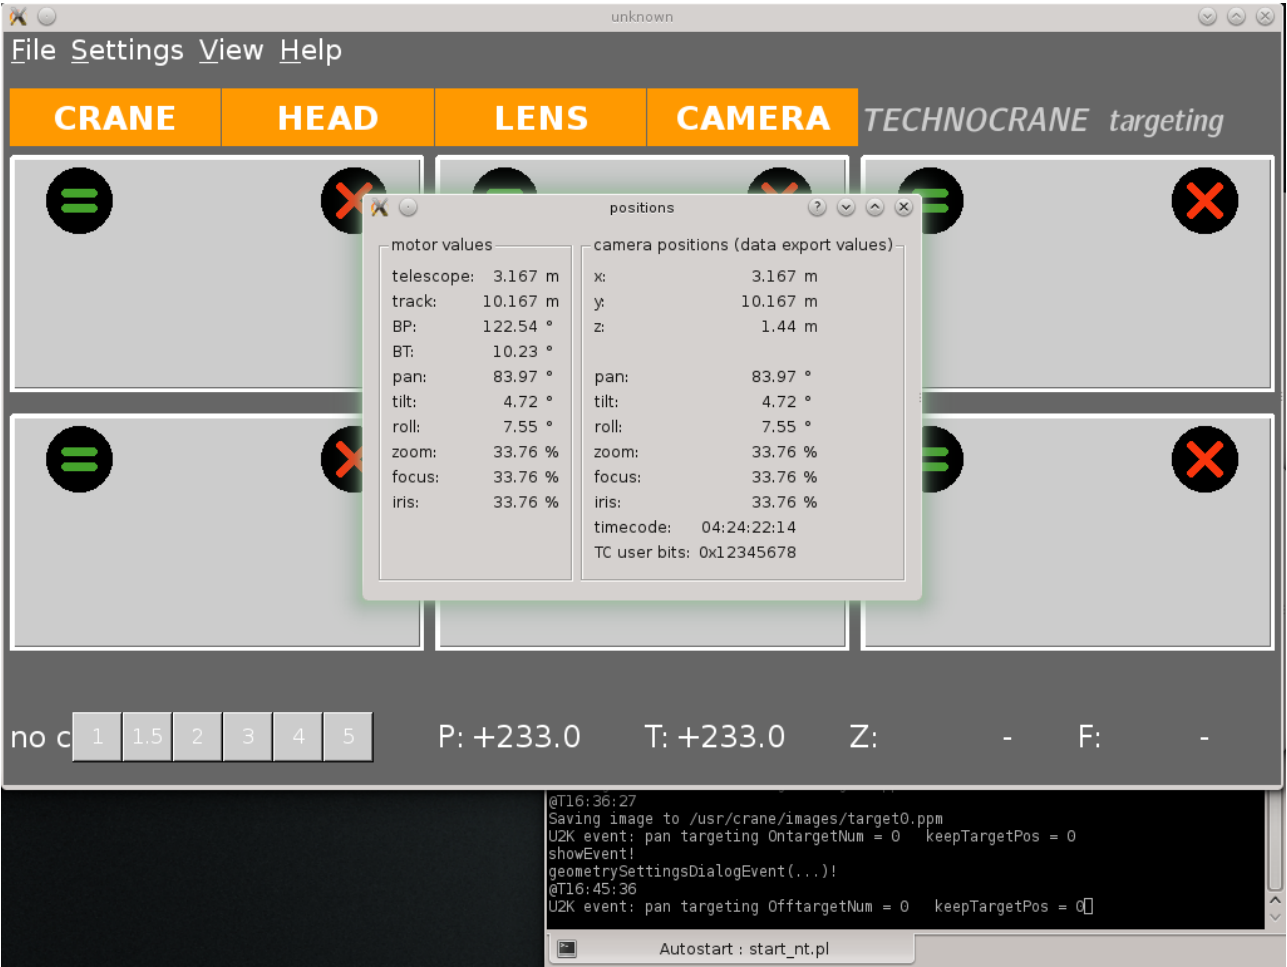 unknown
File Settings View Help
CRANE HEAD LENS CAMERA TECHNOCRANE targeting
positions
motor values
telescope: 3.167 m
track: 10.167 m
BP: 122.54 °
BT: 10.23 °
pan: 83.97 °
tilt: 4.72 °
roll: 7.55 °
zoom: 33.76 %
focus: 33.76 %
iris: 33.76 %
camera positions (data export values)
x: 3.167 m
y: 10.167 m
z: 1.44 m
pan: 83.97 °
tilt: 4.72 °
roll: 7.55 °
zoom: 33.76 %
focus: 33.76 %
iris: 33.76 %
timecode: 04:24:22:14
TC user bits: 0x12345678
no c 1 1.5 2 3 4 5 P: +233.0 T: +233.0 Z: - F: -
@T16:36:27
Saving image to /usr/crane/images/target0.ppm
U2K event: pan targeting OntargetNum = 0 keepTargetPos = 0
showEvent!
geometrySettingsDialogEvent(...)!
@T16:45:36
U2K event: pan targeting OfftargetNum = 0 keepTargetPos = 0
Autostart : start_nt.pl